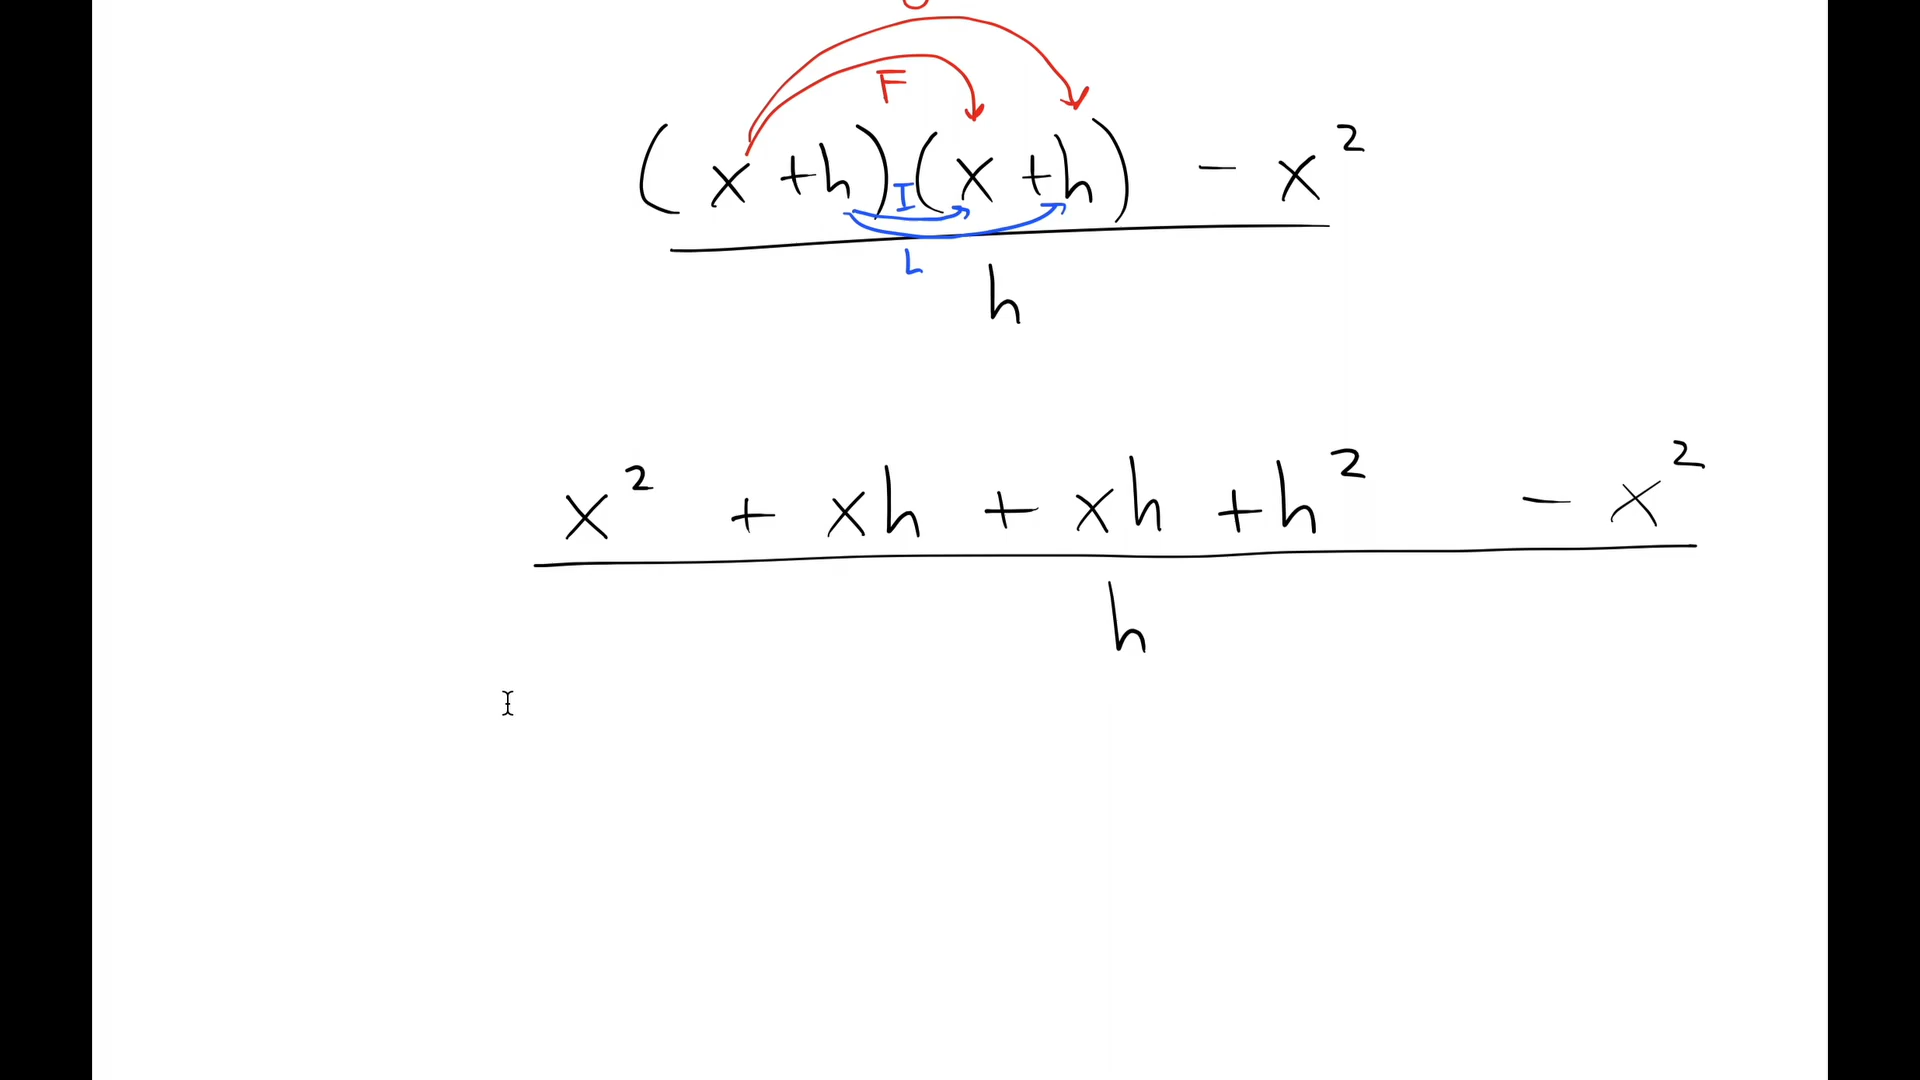 F
(x + h)(x + h) - x²
I
L
h
x² + xh + xh + h² - x²
h